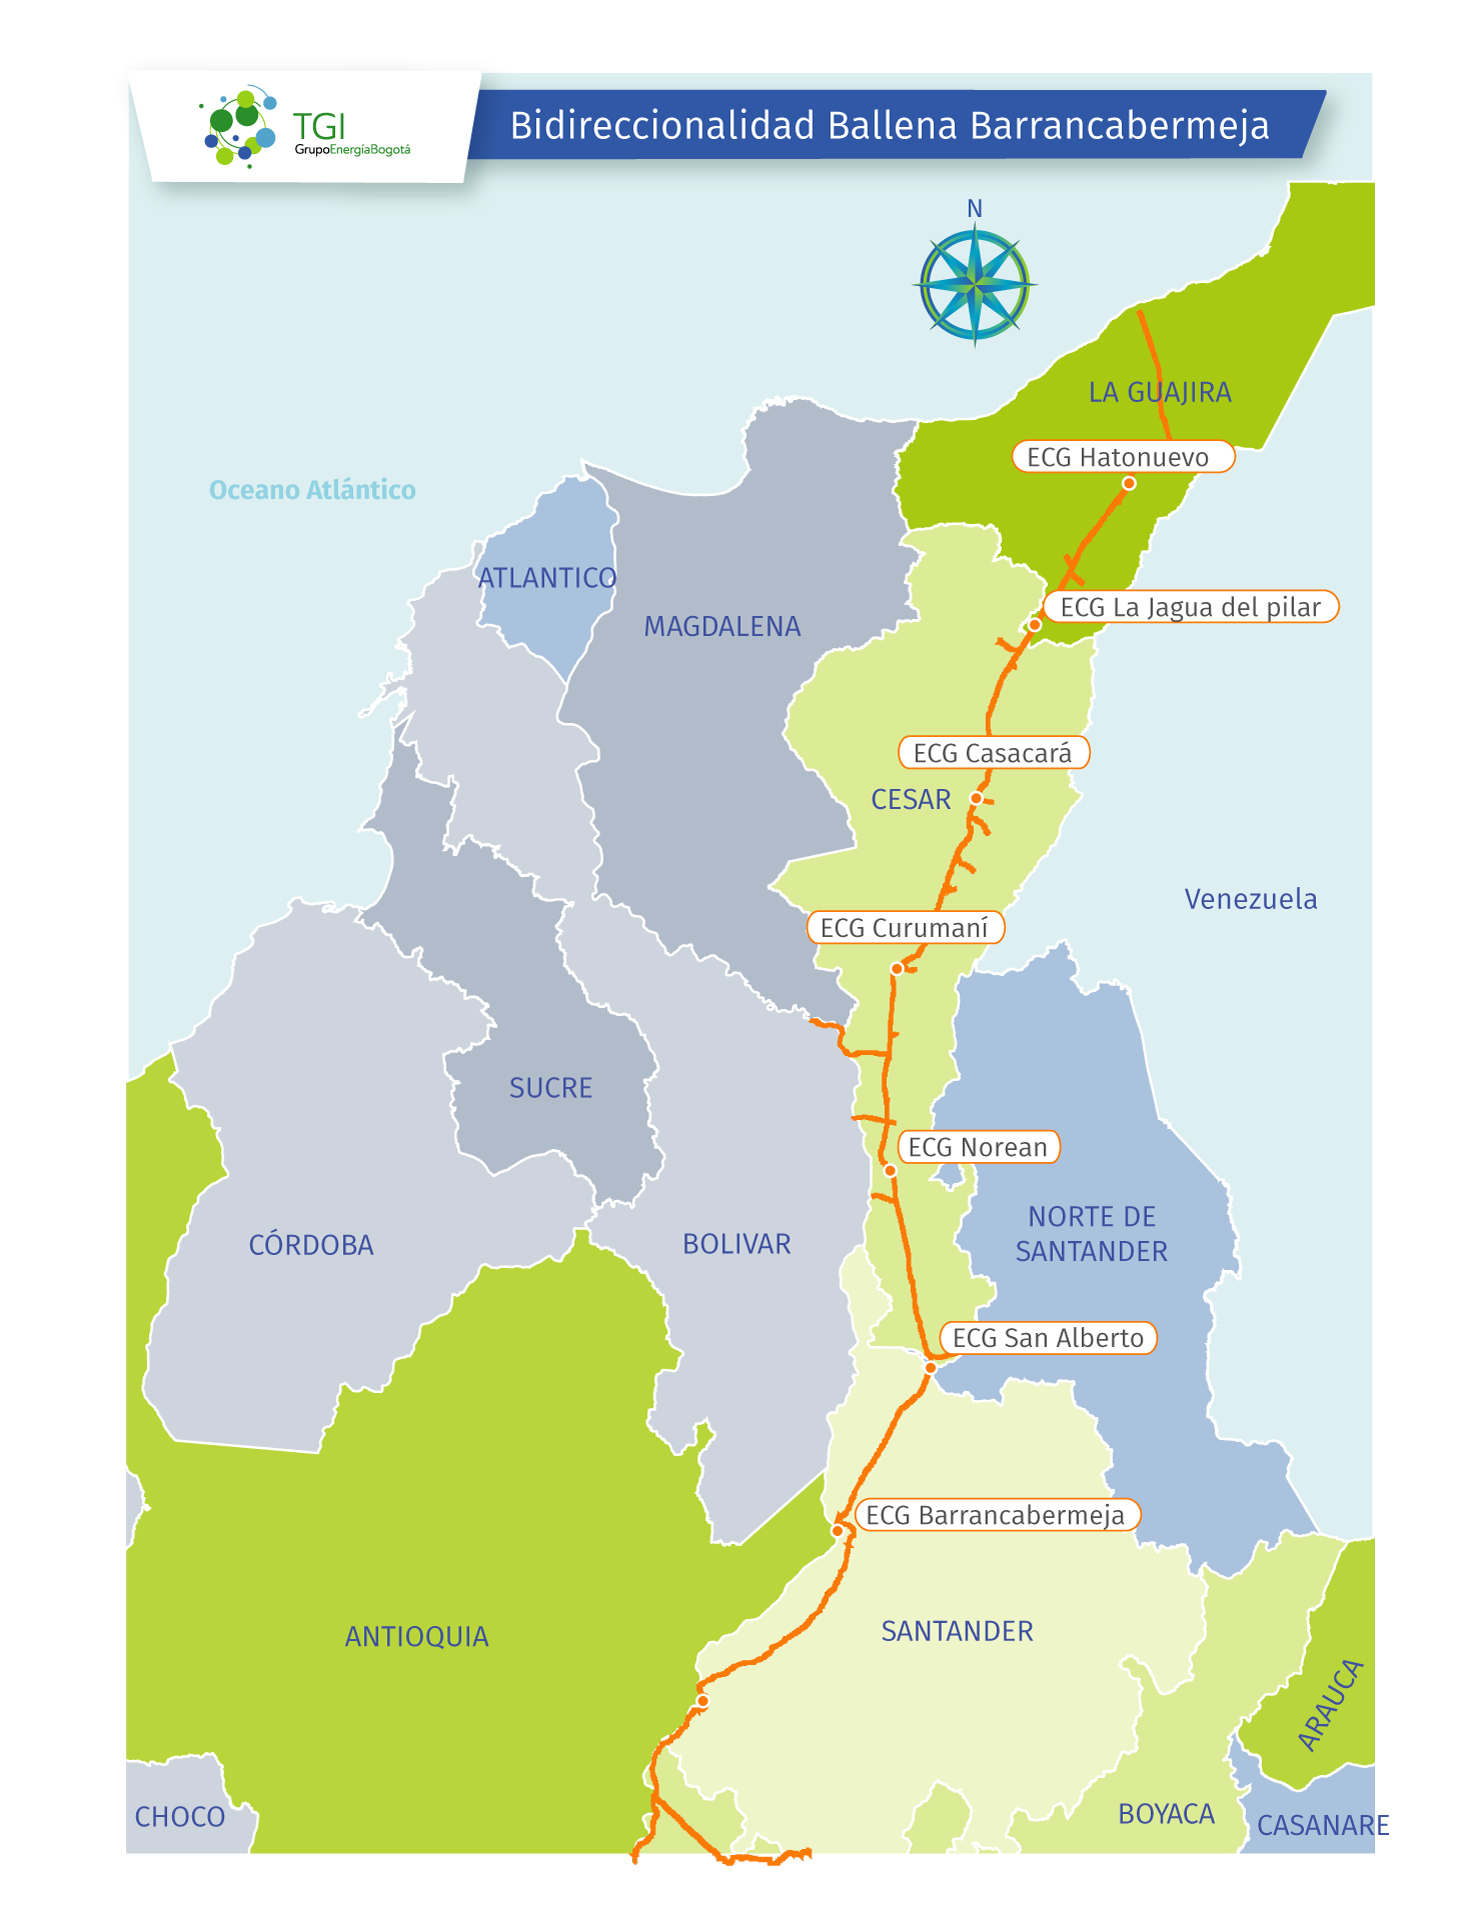 TGI
GrupoEnergíaBogotá
Bidireccionalidad Ballena Barrancabermeja
N
LA GUAJIRA
ECG Hatonuevo
Oceano Atlántico
ATLANTICO
ECG La Jagua del pilar
MAGDALENA
ECG Casacará
CESAR
Venezuela
ECG Curumaní
SUCRE
ECG Norean
NORTE DE
SANTANDER
CÓRDOBA
BOLIVAR
ECG San Alberto
ECG Barrancabermeja
SANTANDER
ANTIOQUIA
ARAUCA
CHOCO
BOYACA
CASANARE